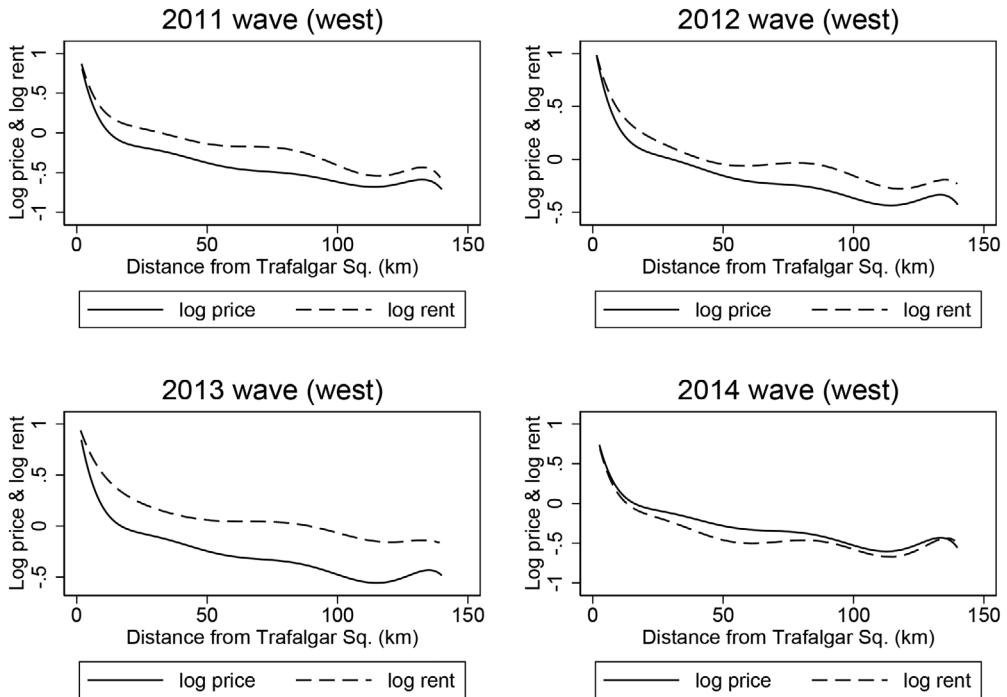 2011 wave (west)
Log price & log rent
1
.5
0
-.5
-1
0 50 100 150
Distance from Trafalgar Sq. (km)
log price log rent
2012 wave (west)
Log price & log rent
1
.5
0
-.5
0 50 100 150
Distance from Trafalgar Sq. (km)
log price log rent
2013 wave (west)
Log price & log rent
1
.5
0
-.5
0 50 100 150
Distance from Trafalgar Sq. (km)
log price log rent
2014 wave (west)
Log price & log rent
1
.5
0
-.5
-1
0 50 100 150
Distance from Trafalgar Sq. (km)
log price log rent